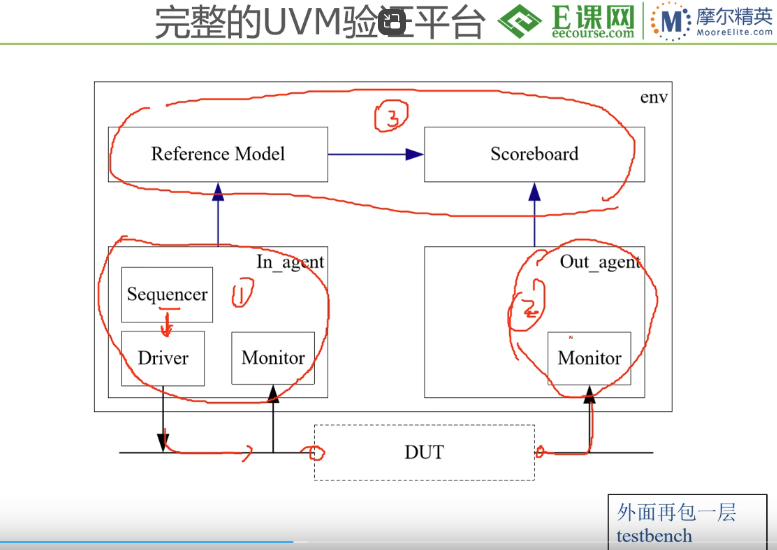 完整的UVM验证平台
E课网
eecourse.com
摩尔精英
MooreElite.com
env
③
Reference Model
Scoreboard
In_agent
Out_agent
Sequencer
①
②
Driver
Monitor
Monitor
DUT
外面再包一层
testbench